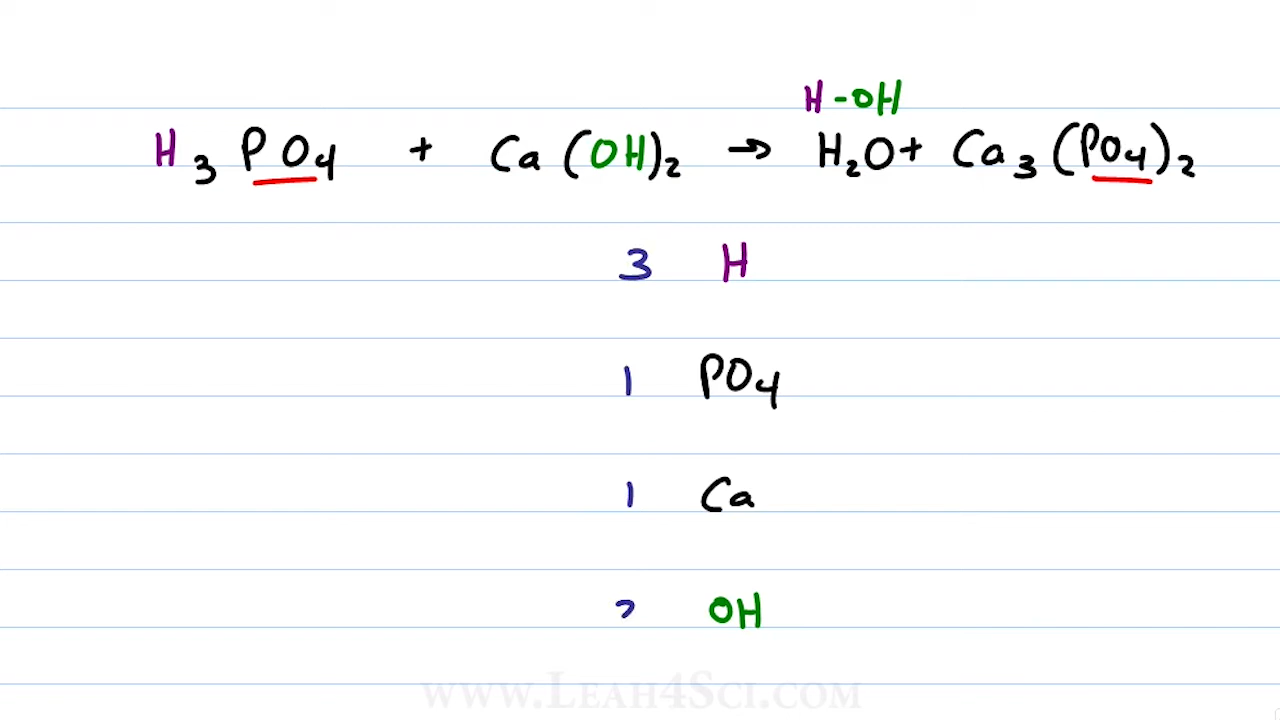 H-OH
H₃PO₄ + Ca(OH)₂ → H₂O + Ca₃(PO₄)₂
3 H
1 PO₄
1 Ca
2 OH
www.Leah4Sci.com